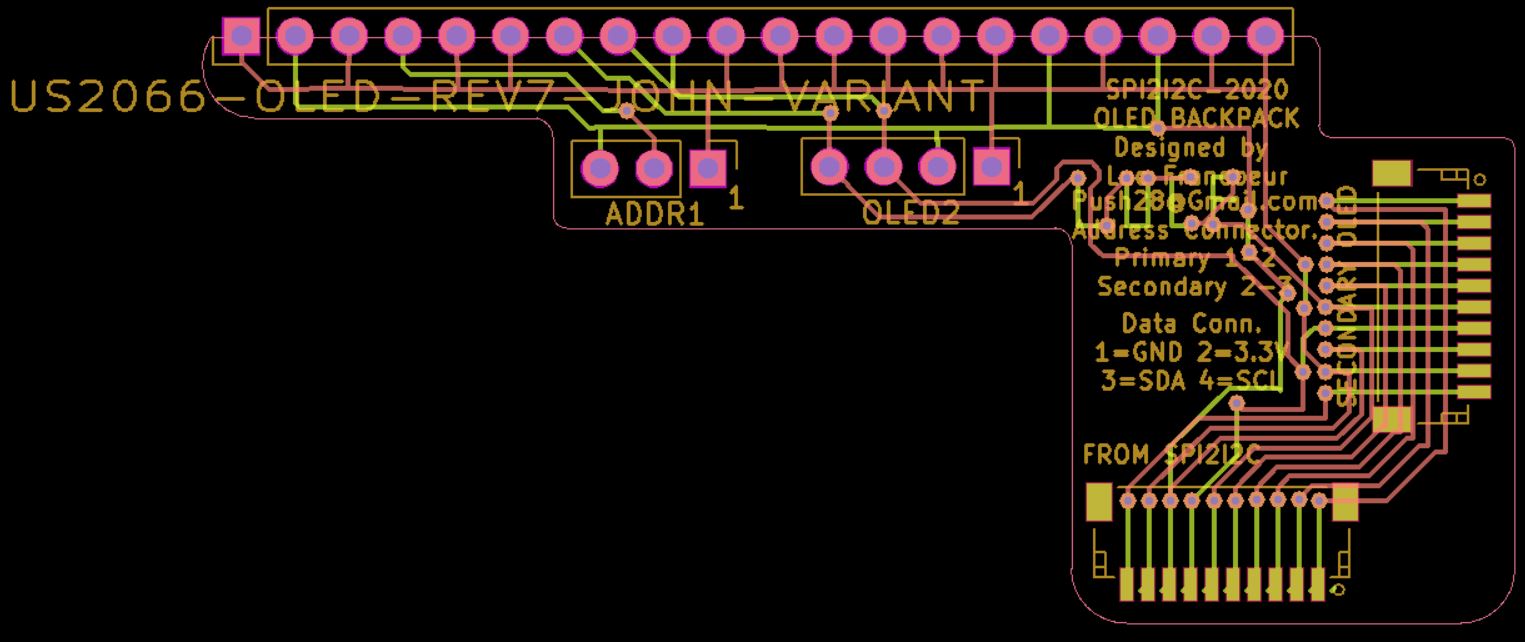 US2066-OLED-REV7-JOHN-VARIANT
SPI2I2C-2020
OLED BACKPACK
Designed by
Luc Francoeur
Push28@Gmail.com
Address Connector.
Primary 1-2
Secondary 2-3
Data Conn.
1=GND 2=3.3V
3=SDA 4=SCL
ADDR1
1
OLED2
1
SECONDARY OLED
FROM SPI2I2C